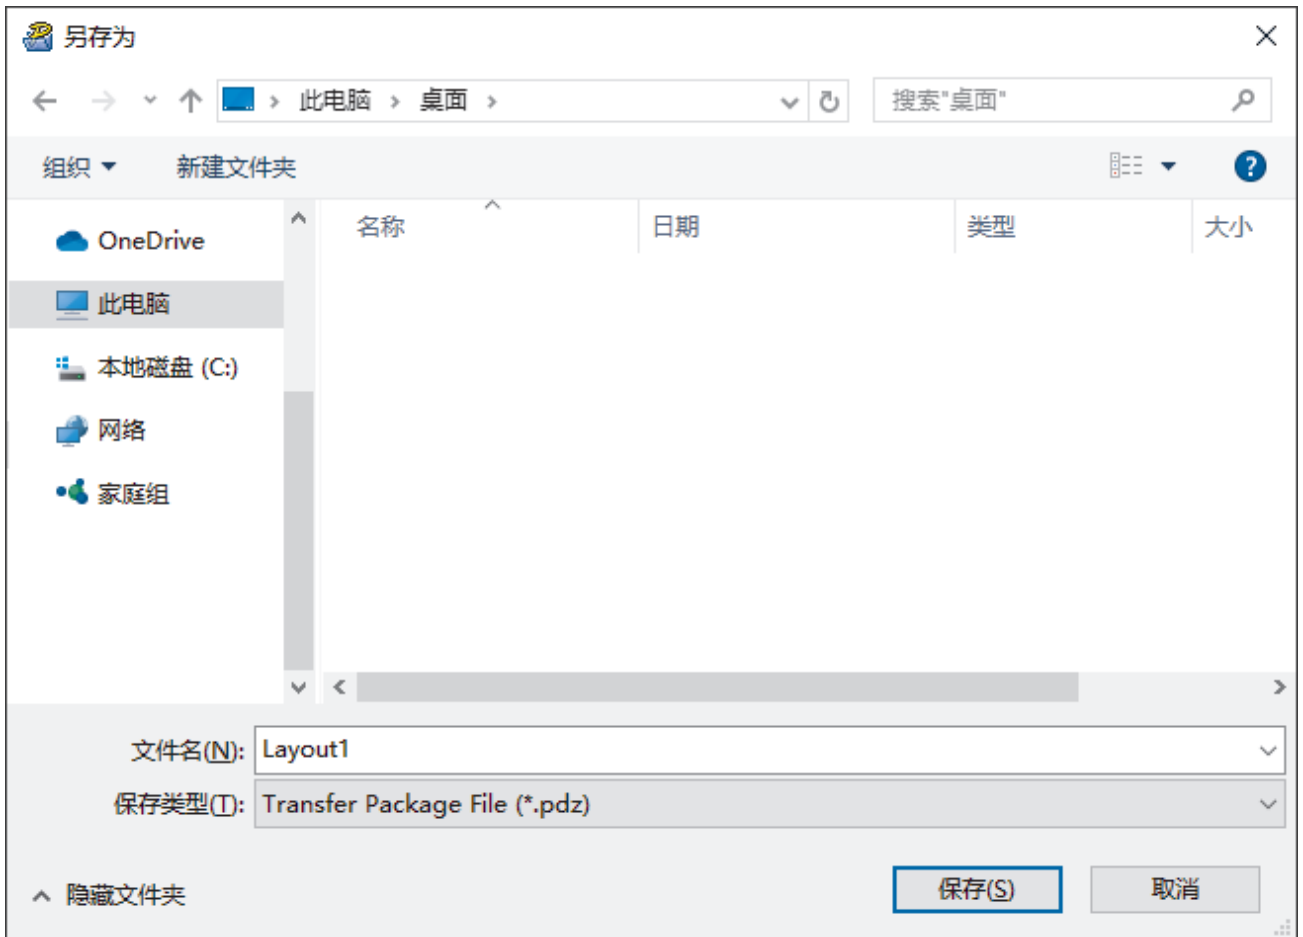 另存为
此电脑 › 桌面 ›
搜索"桌面"
组织
新建文件夹
名称
日期
类型
大小
OneDrive
此电脑
本地磁盘 (C:)
网络
家庭组
文件名(N): Layout1
保存类型(T): Transfer Package File (*.pdz)
隐藏文件夹
保存(S)
取消